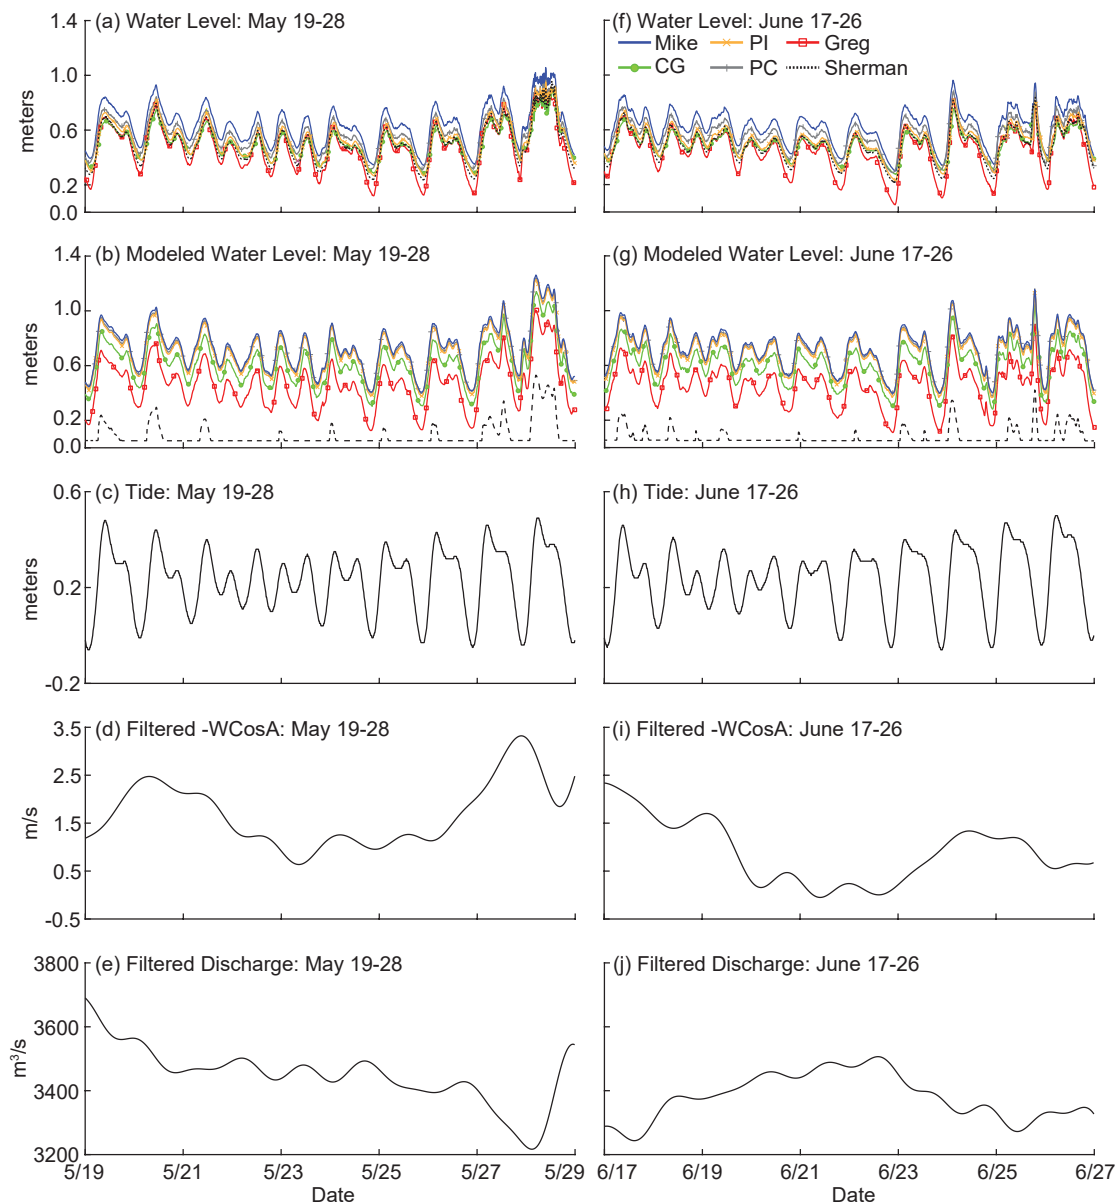 (a) Water Level: May 19-28
1.4
1.0
0.6
0.2
0.0
meters
(f) Water Level: June 17-26
Mike
PI
Greg
CG
PC
Sherman
(b) Modeled Water Level: May 19-28
1.4
1.0
0.6
0.2
0.0
meters
(g) Modeled Water Level: June 17-26
(c) Tide: May 19-28
0.6
0.2
-0.2
meters
(h) Tide: June 17-26
(d) Filtered -WCosA: May 19-28
3.5
2.5
1.5
0.5
-0.5
m/s
(i) Filtered -WCosA: June 17-26
(e) Filtered Discharge: May 19-28
3800
3600
3400
3200
m³/s
5/19 5/21 5/23 5/25 5/27 5/29
Date
(j) Filtered Discharge: June 17-26
6/17 6/19 6/21 6/23 6/25 6/27
Date